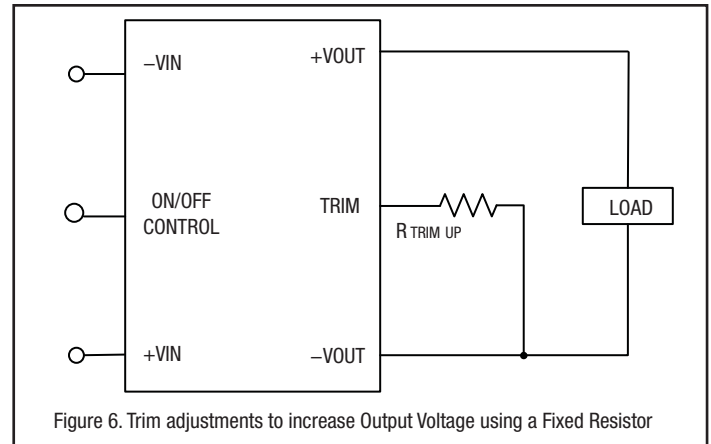 −VIN
+VOUT
ON/OFF
CONTROL
TRIM
R TRIM UP
LOAD
+VIN
−VOUT
Figure 6. Trim adjustments to increase Output Voltage using a Fixed Resistor